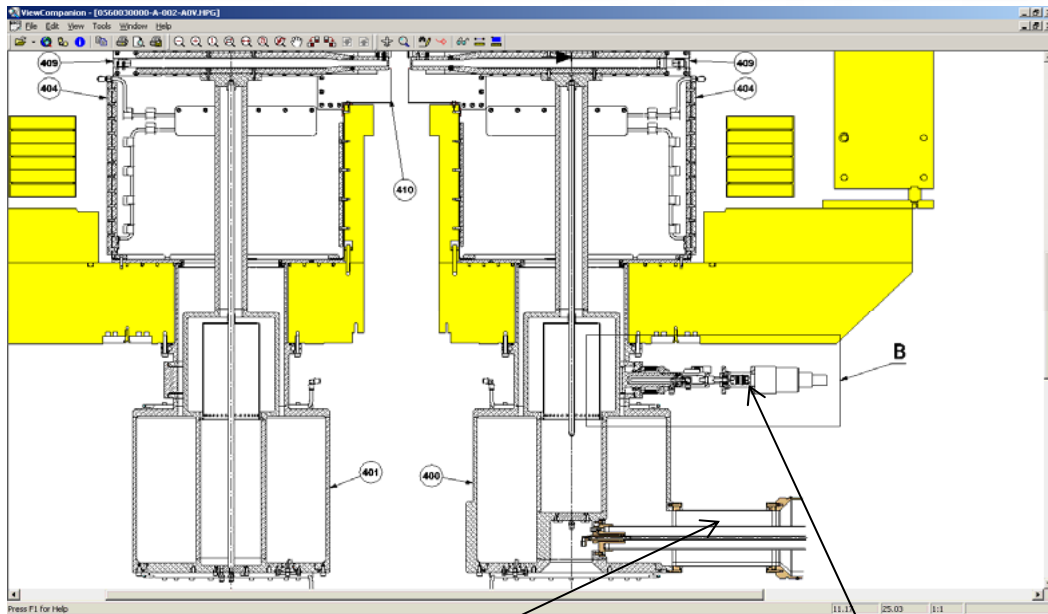 ViewCompanion - [0560030000-A-002-A0V.HPG]
File Edit View Tools Window Help
409 409
404 404
410
B
401 400
Press F1 for Help 25.03 1:1